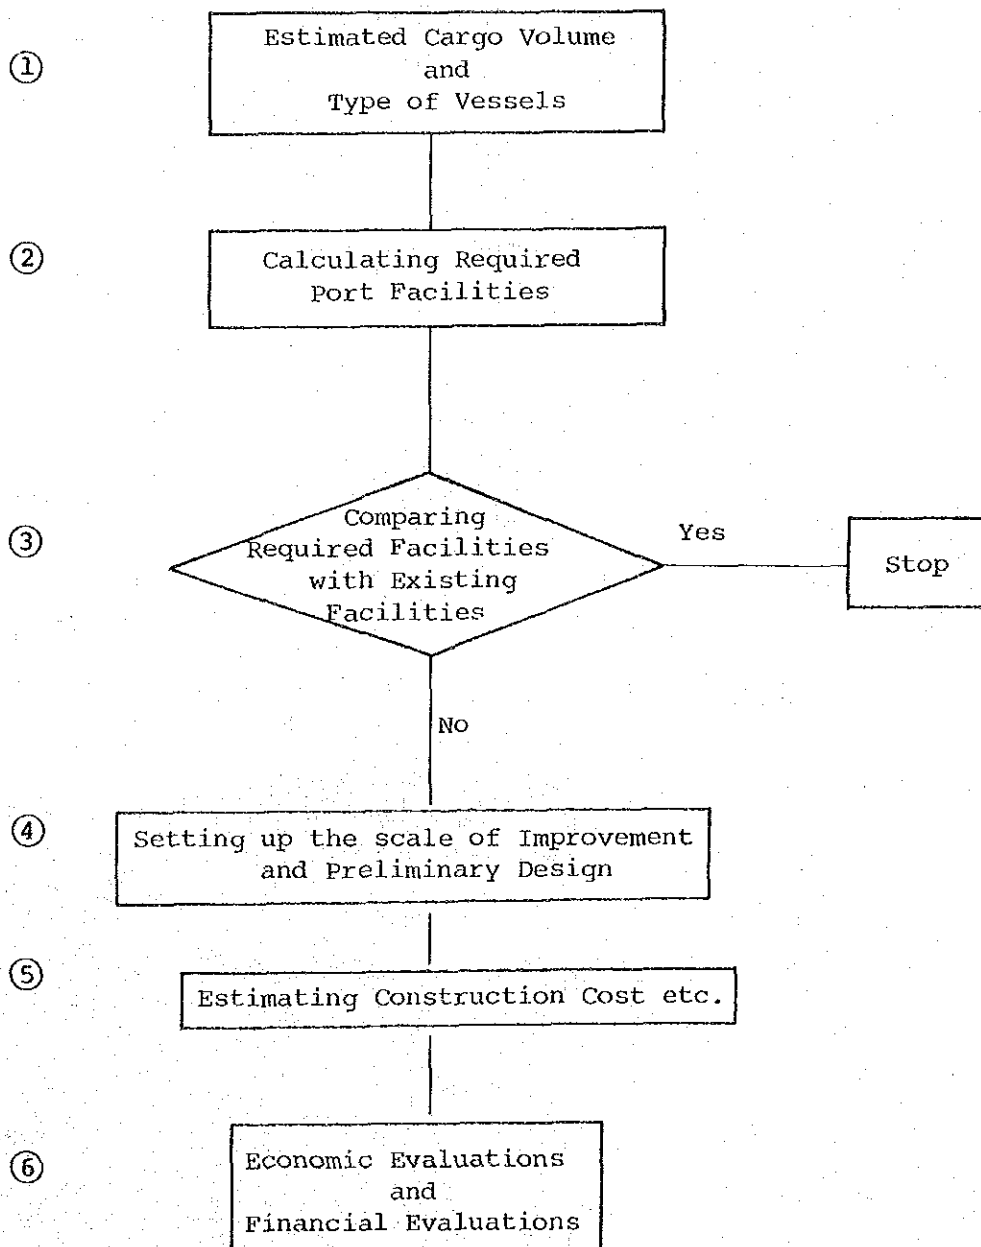 ①
Estimated Cargo Volume
and
Type of Vessels
②
Calculating Required
Port Facilities
③
Comparing
Required Facilities
with Existing
Facilities
Yes
Stop
No
④
Setting up the scale of Improvement
and Preliminary Design
⑤
Estimating Construction Cost etc.
⑥
Economic Evaluations
and
Financial Evaluations